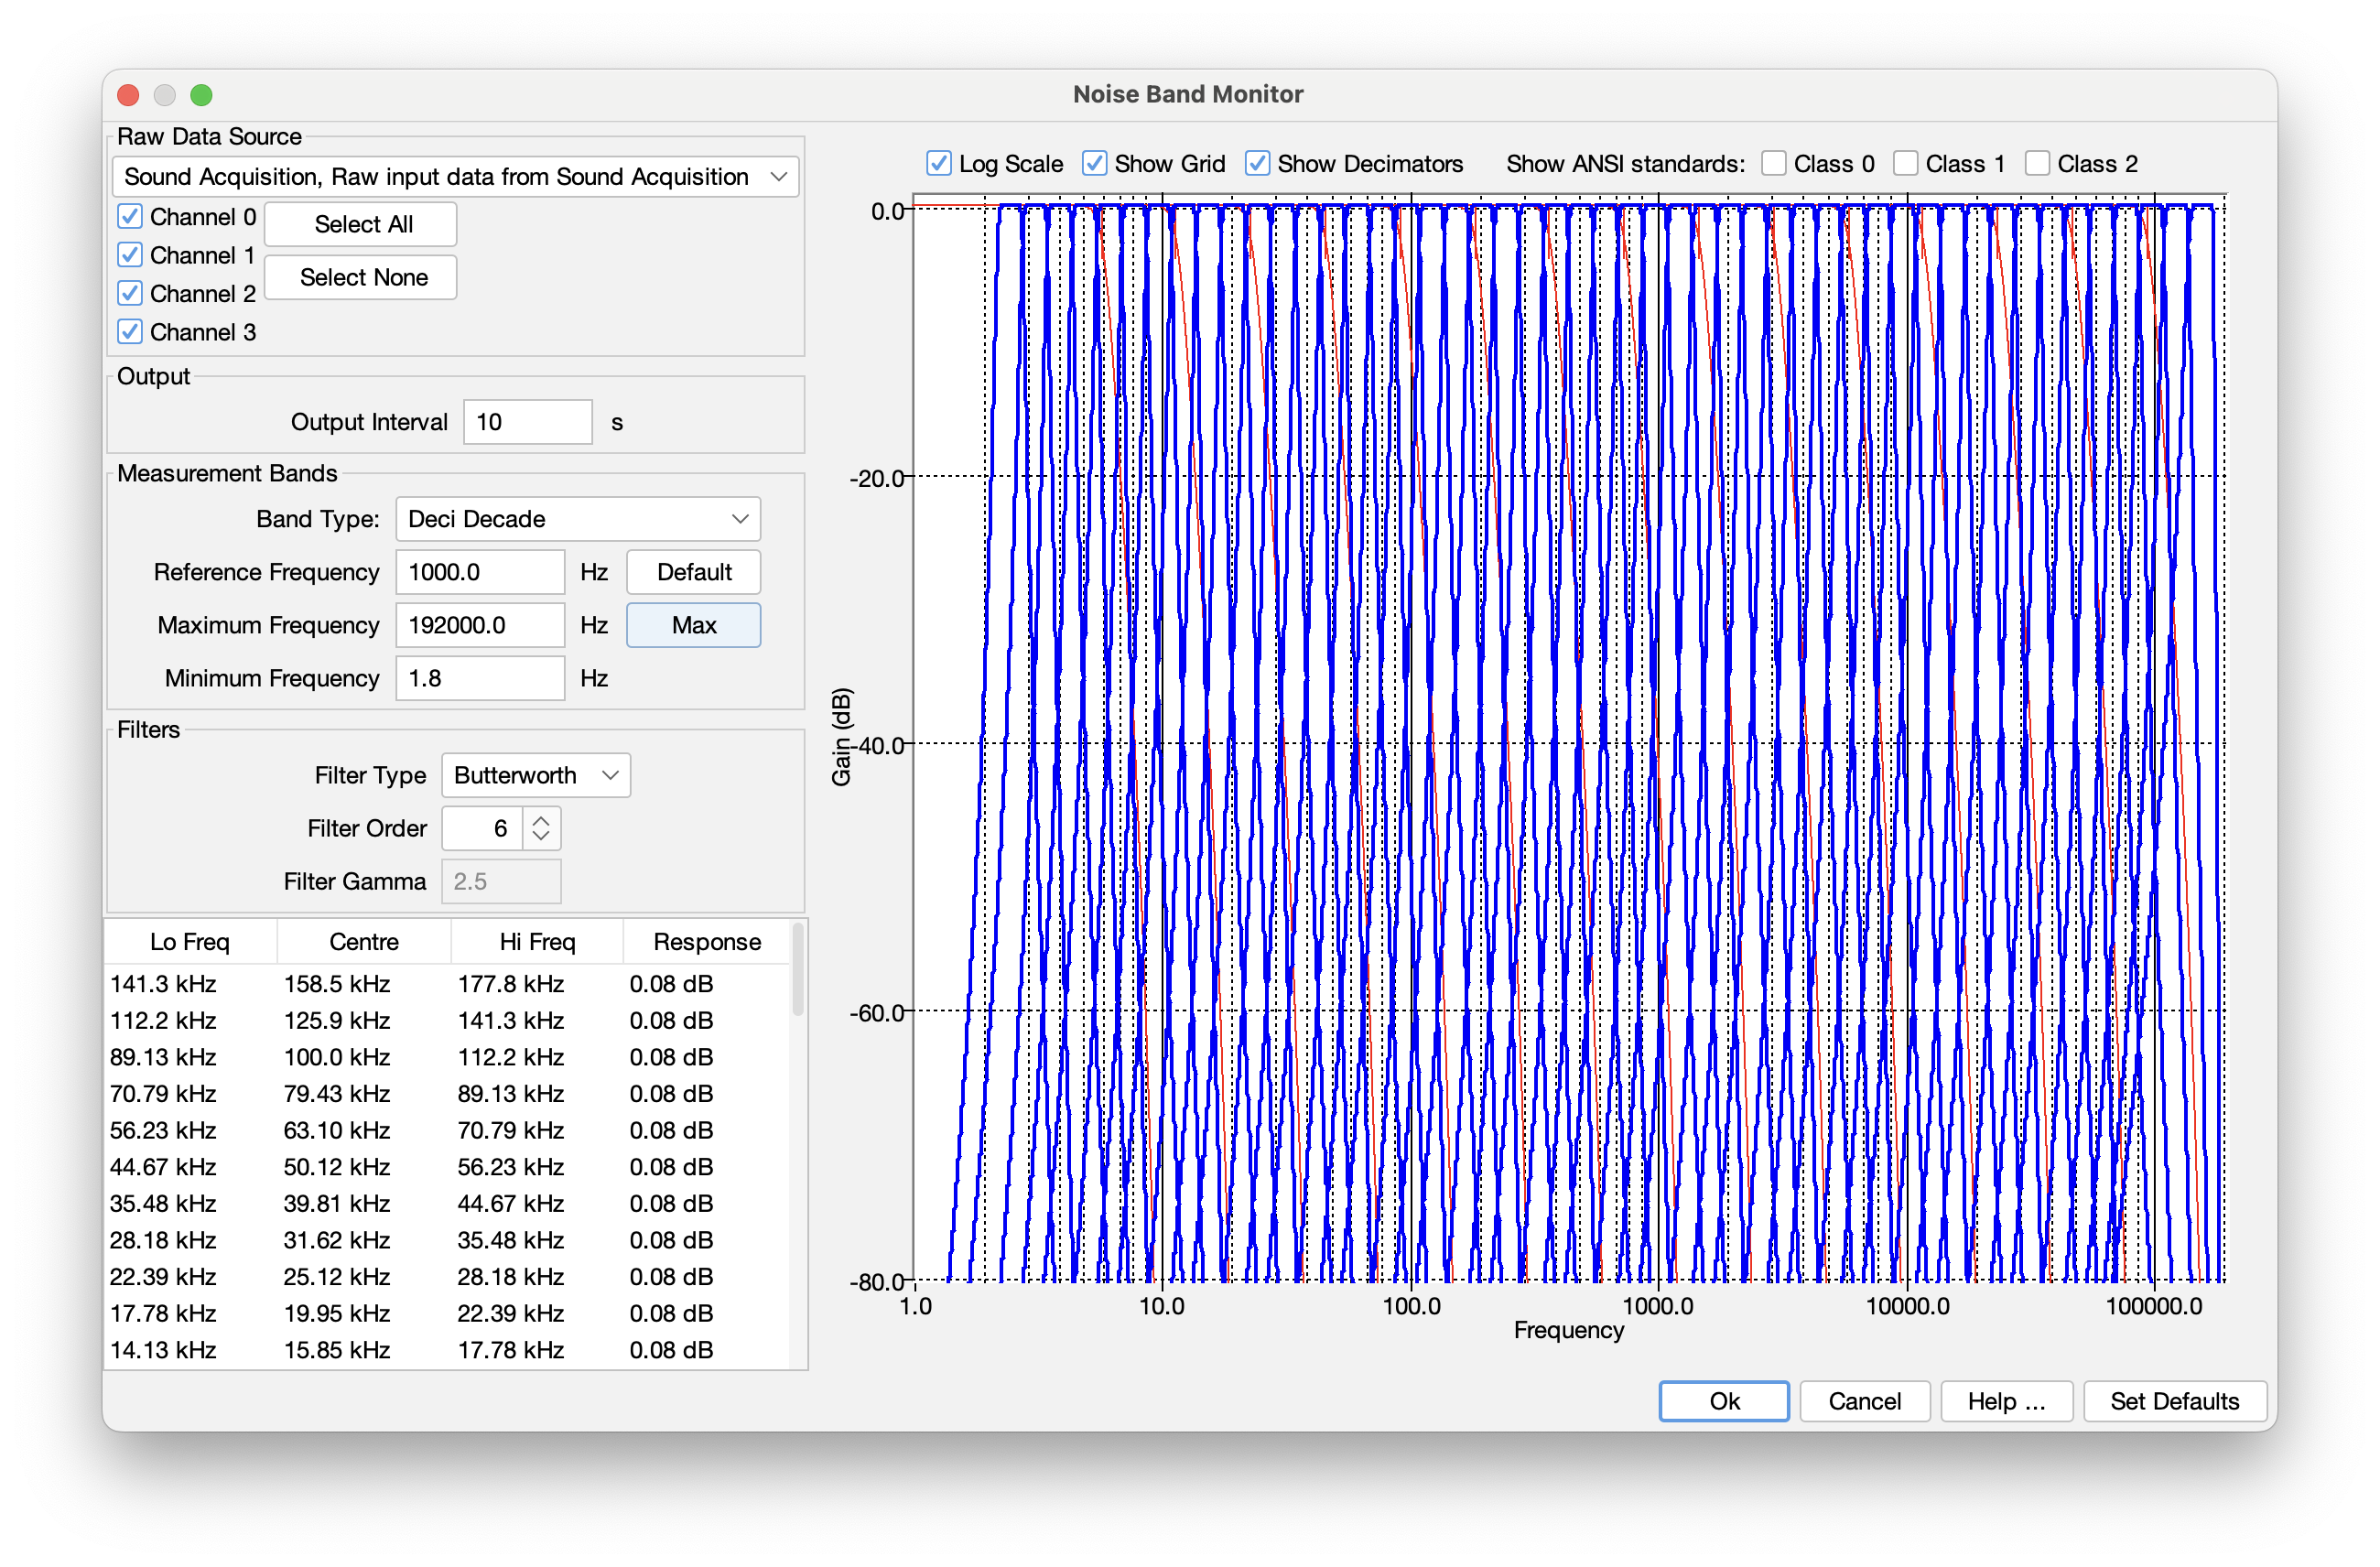 Noise Band Monitor
Raw Data Source
Sound Acquisition, Raw input data from Sound Acquisition
Channel 0
Select All
Channel 1
Select None
Channel 2
Channel 3
Output
Output Interval 10 s
Measurement Bands
Band Type: Deci Decade
Reference Frequency 1000.0 Hz Default
Maximum Frequency 192000.0 Hz Max
Minimum Frequency 1.8 Hz
Filters
Filter Type Butterworth
Filter Order 6
Filter Gamma 2.5
Lo Freq Centre Hi Freq Response
141.3 kHz 158.5 kHz 177.8 kHz 0.08 dB
112.2 kHz 125.9 kHz 141.3 kHz 0.08 dB
89.13 kHz 100.0 kHz 112.2 kHz 0.08 dB
70.79 kHz 79.43 kHz 89.13 kHz 0.08 dB
56.23 kHz 63.10 kHz 70.79 kHz 0.08 dB
44.67 kHz 50.12 kHz 56.23 kHz 0.08 dB
35.48 kHz 39.81 kHz 44.67 kHz 0.08 dB
28.18 kHz 31.62 kHz 35.48 kHz 0.08 dB
22.39 kHz 25.12 kHz 28.18 kHz 0.08 dB
17.78 kHz 19.95 kHz 22.39 kHz 0.08 dB
14.13 kHz 15.85 kHz 17.78 kHz 0.08 dB
Log Scale Show Grid Show Decimators Show ANSI standards: Class 0 Class 1 Class 2
0.0
-20.0
-40.0
-60.0
-80.0
Gain (dB)
1.0 10.0 100.0 1000.0 10000.0 100000.0
Frequency
Ok Cancel Help ... Set Defaults